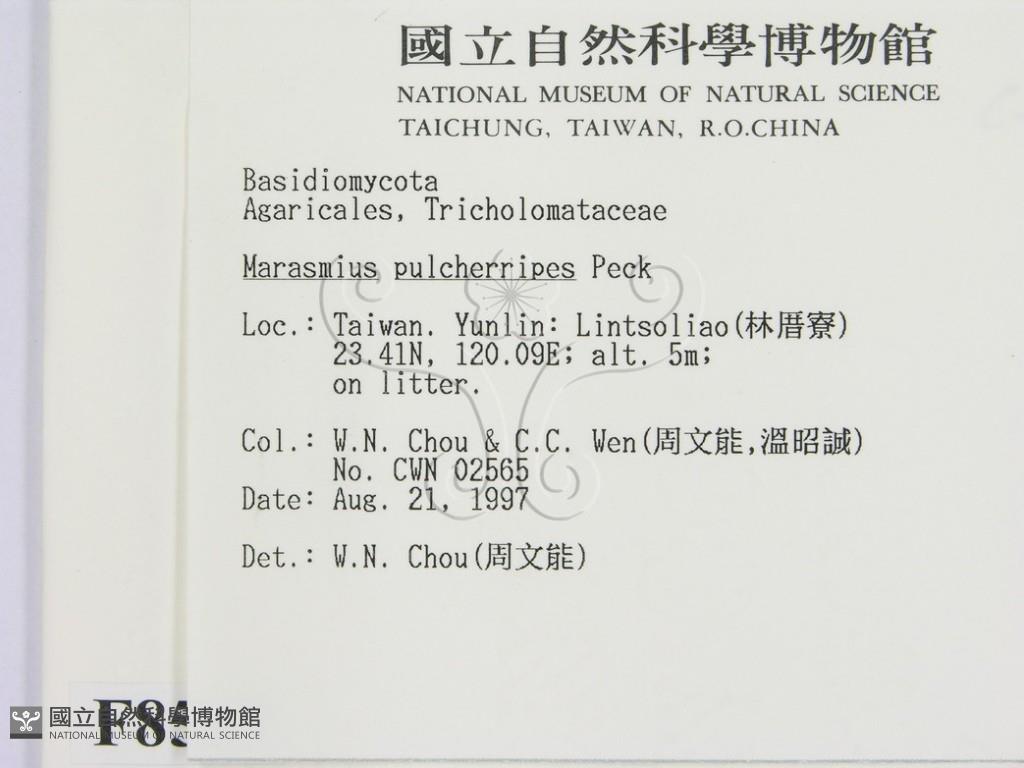 國立自然科學博物館
NATIONAL MUSEUM OF NATURAL SCIENCE
TAICHUNG, TAIWAN, R.O.CHINA
Basidiomycota
Agaricales, Tricholomataceae
Marasmius pulcherripes Peck
Loc.: Taiwan. Yunlin: Lintsoliao(林厝寮)
23.41N, 120.09E; alt. 5m;
on litter.
Col.: W.N. Chou & C.C. Wen(周文能,溫昭誠)
No. CWN 02565
Date: Aug. 21, 1997
Det.: W.N. Chou(周文能)
國立自然科學博物館
NATIONAL MUSEUM OF NATURAL SCIENCE